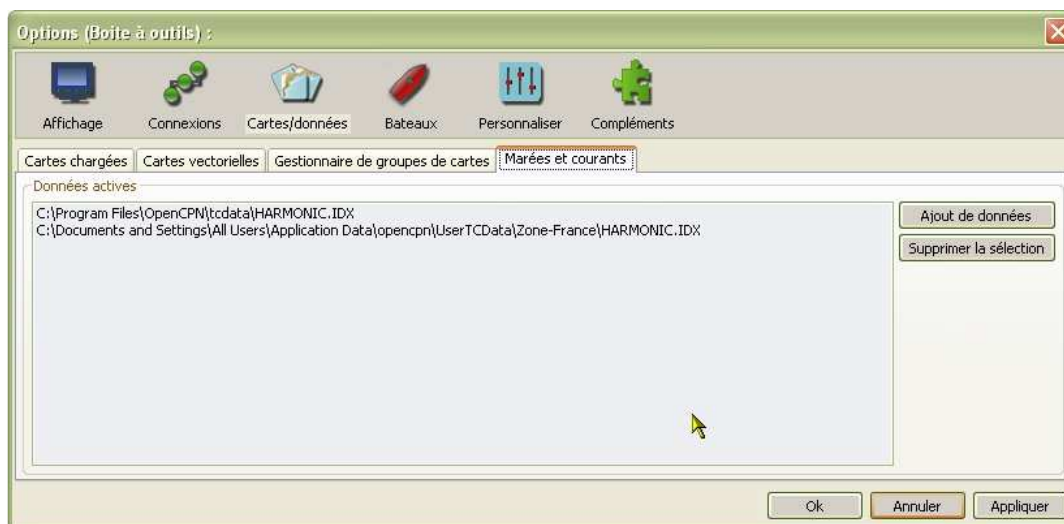 Options (Boite à outils) :
Affichage
Connexions
Cartes/données
Bateaux
Personnaliser
Compléments
Cartes chargées
Cartes vectorielles
Gestionnaire de groupes de cartes
Marées et courants
Données actives
C:\Program Files\OpenCPN\tcdata\HARMONIC.IDX
C:\Documents and Settings\All Users\Application Data\opencpn\UserTCData\Zone-France\HARMONIC.IDX
Ajout de données
Supprimer la sélection
Ok
Annuler
Appliquer